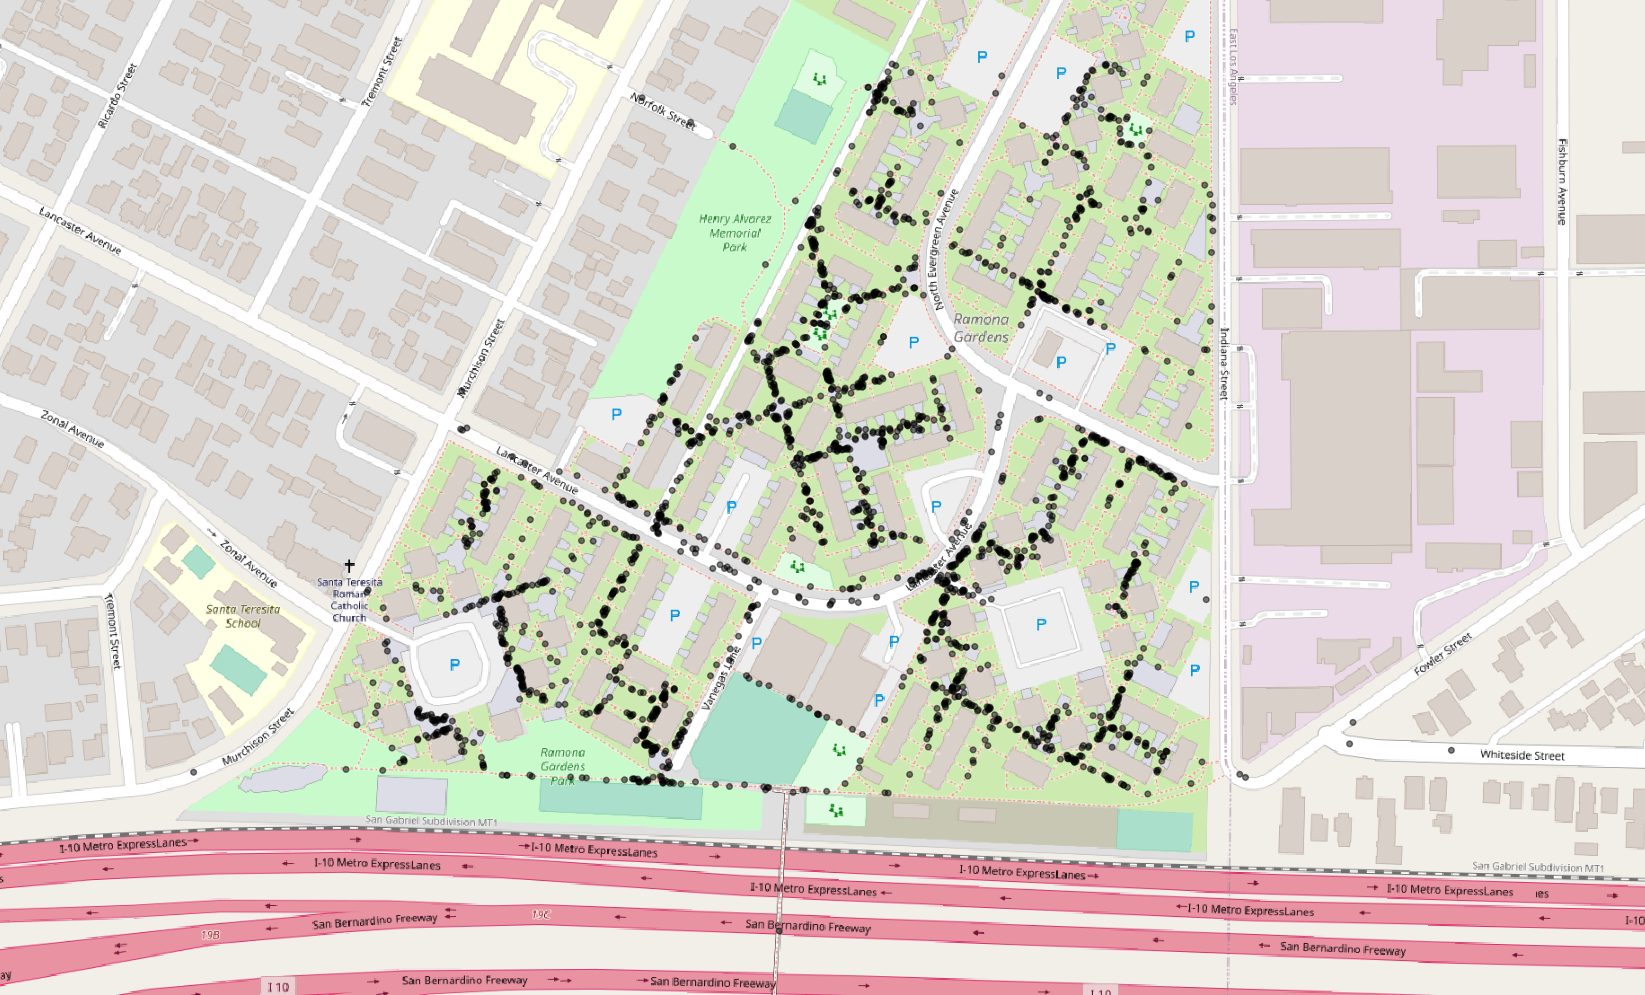 Ricardo Street
Tremont Street
Norfolk Street
P
P
P
East Los Angeles
Fishburn Avenue
Lancaster Avenue
Henry Alvarez
Memorial
Park
North Evergreen Avenue
Ramona
Gardens
P
P
P
Indiana Street
Murchison Street
P
Zonal Avenue
Lancaster Avenue
P
P
Zonal Avenue
Santa Teresita
Roman
Catholic
Church
Santa Teresita
School
Tremont Street
Lancaster Avenue
P
P
P
P
P
P
P
P
P
Vanegas Lane
Fowler Street
Murchison Street
Ramona
Gardens
Park
Whiteside Street
San Gabriel Subdivision MT1
San Gabriel Subdivision MT1
I-10 Metro ExpressLanes
I-10 Metro ExpressLanes
I-10 Metro ExpressLanes
I-10 Metro ExpressLanes
I-10 Metro ExpressLanes
I-10 Metro ExpressLanes
I-10 Metro ExpressLanes
I-10
19C
19B
San Bernardino Freeway
San Bernardino Freeway
San Bernardino Freeway
San Bernardino Freeway
San Bernardino Freeway
I 10
I 10